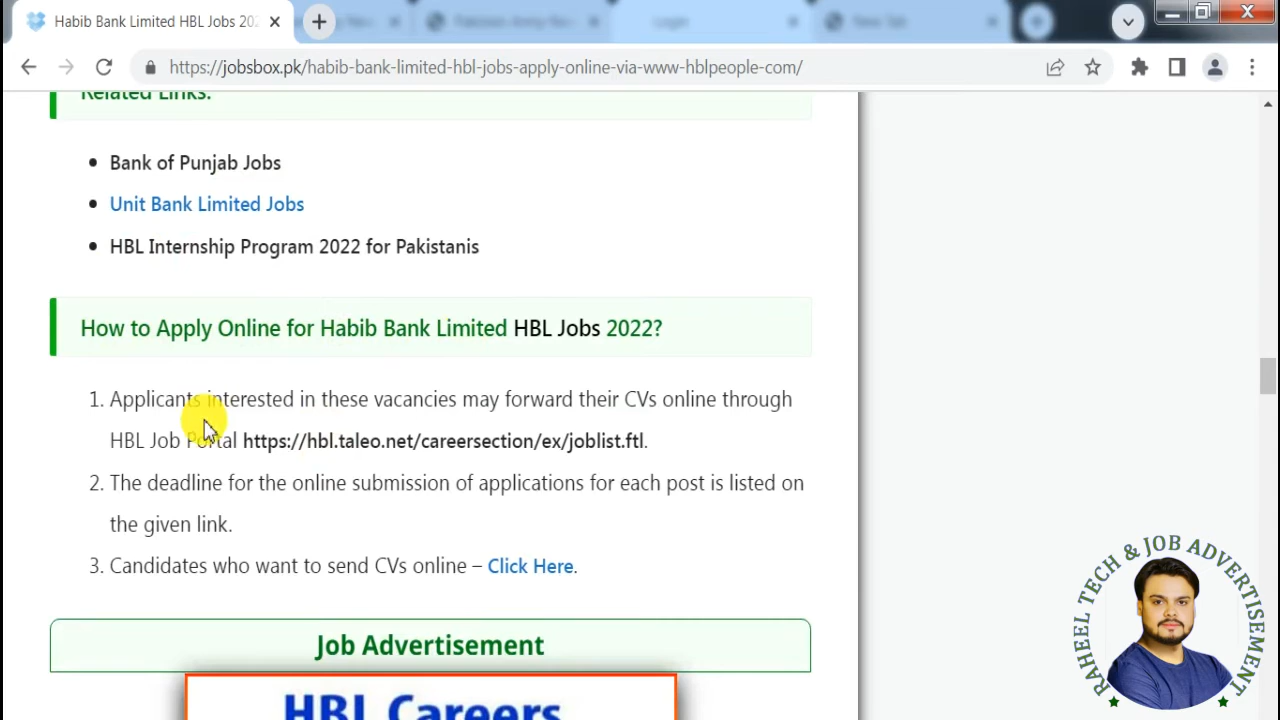 Habib Bank Limited HBL Jobs 202
Login
New Tab
https://jobsbox.pk/habib-bank-limited-hbl-jobs-apply-online-via-www-hblpeople-com/
Related Links:
Bank of Punjab Jobs
Unit Bank Limited Jobs
HBL Internship Program 2022 for Pakistanis
How to Apply Online for Habib Bank Limited HBL Jobs 2022?
1. Applicants interested in these vacancies may forward their CVs online through
HBL Job Portal https://hbl.taleo.net/careersection/ex/joblist.ftl.
2. The deadline for the online submission of applications for each post is listed on
the given link.
3. Candidates who want to send CVs online – Click Here.
Job Advertisement
HBL Careers
RAHEEL TECH & JOB ADVERTISEMENT